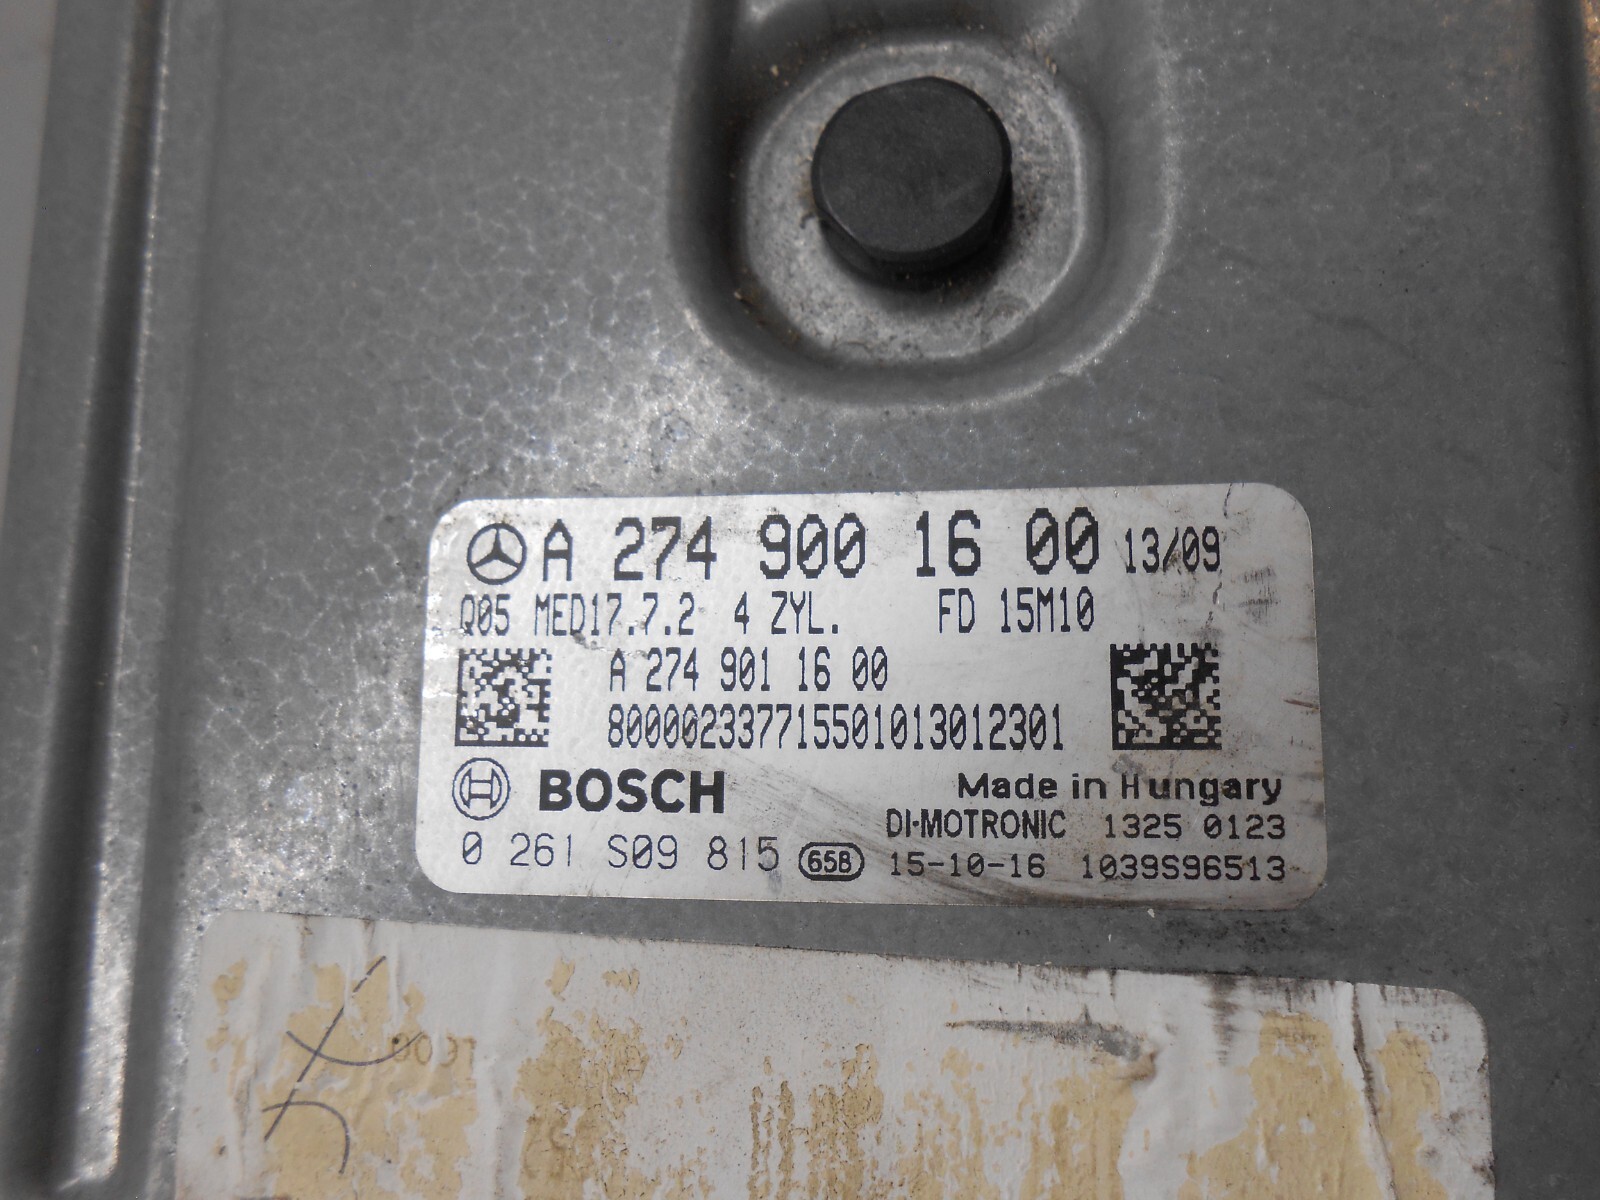 A 274 900 16 00 13/09
Q05 MED17.7.2 4 ZYL. FD 15M10
A 274 901 16 00
800002337715501013012301
BOSCH Made in Hungary
DI-MOTRONIC 1325 0123
0 261 S09 815 65B 15-10-16 1039S96513